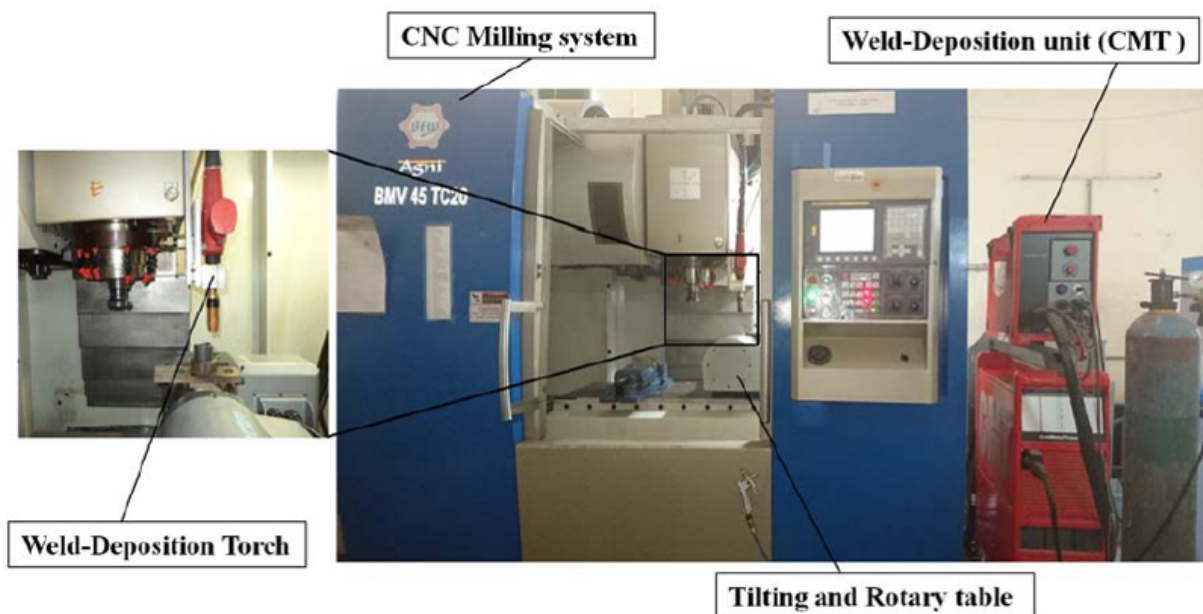 CNC Milling system
Weld-Deposition unit (CMT )
Agni
BMV 45 TC20
E
Weld-Deposition Torch
Tilting and Rotary table